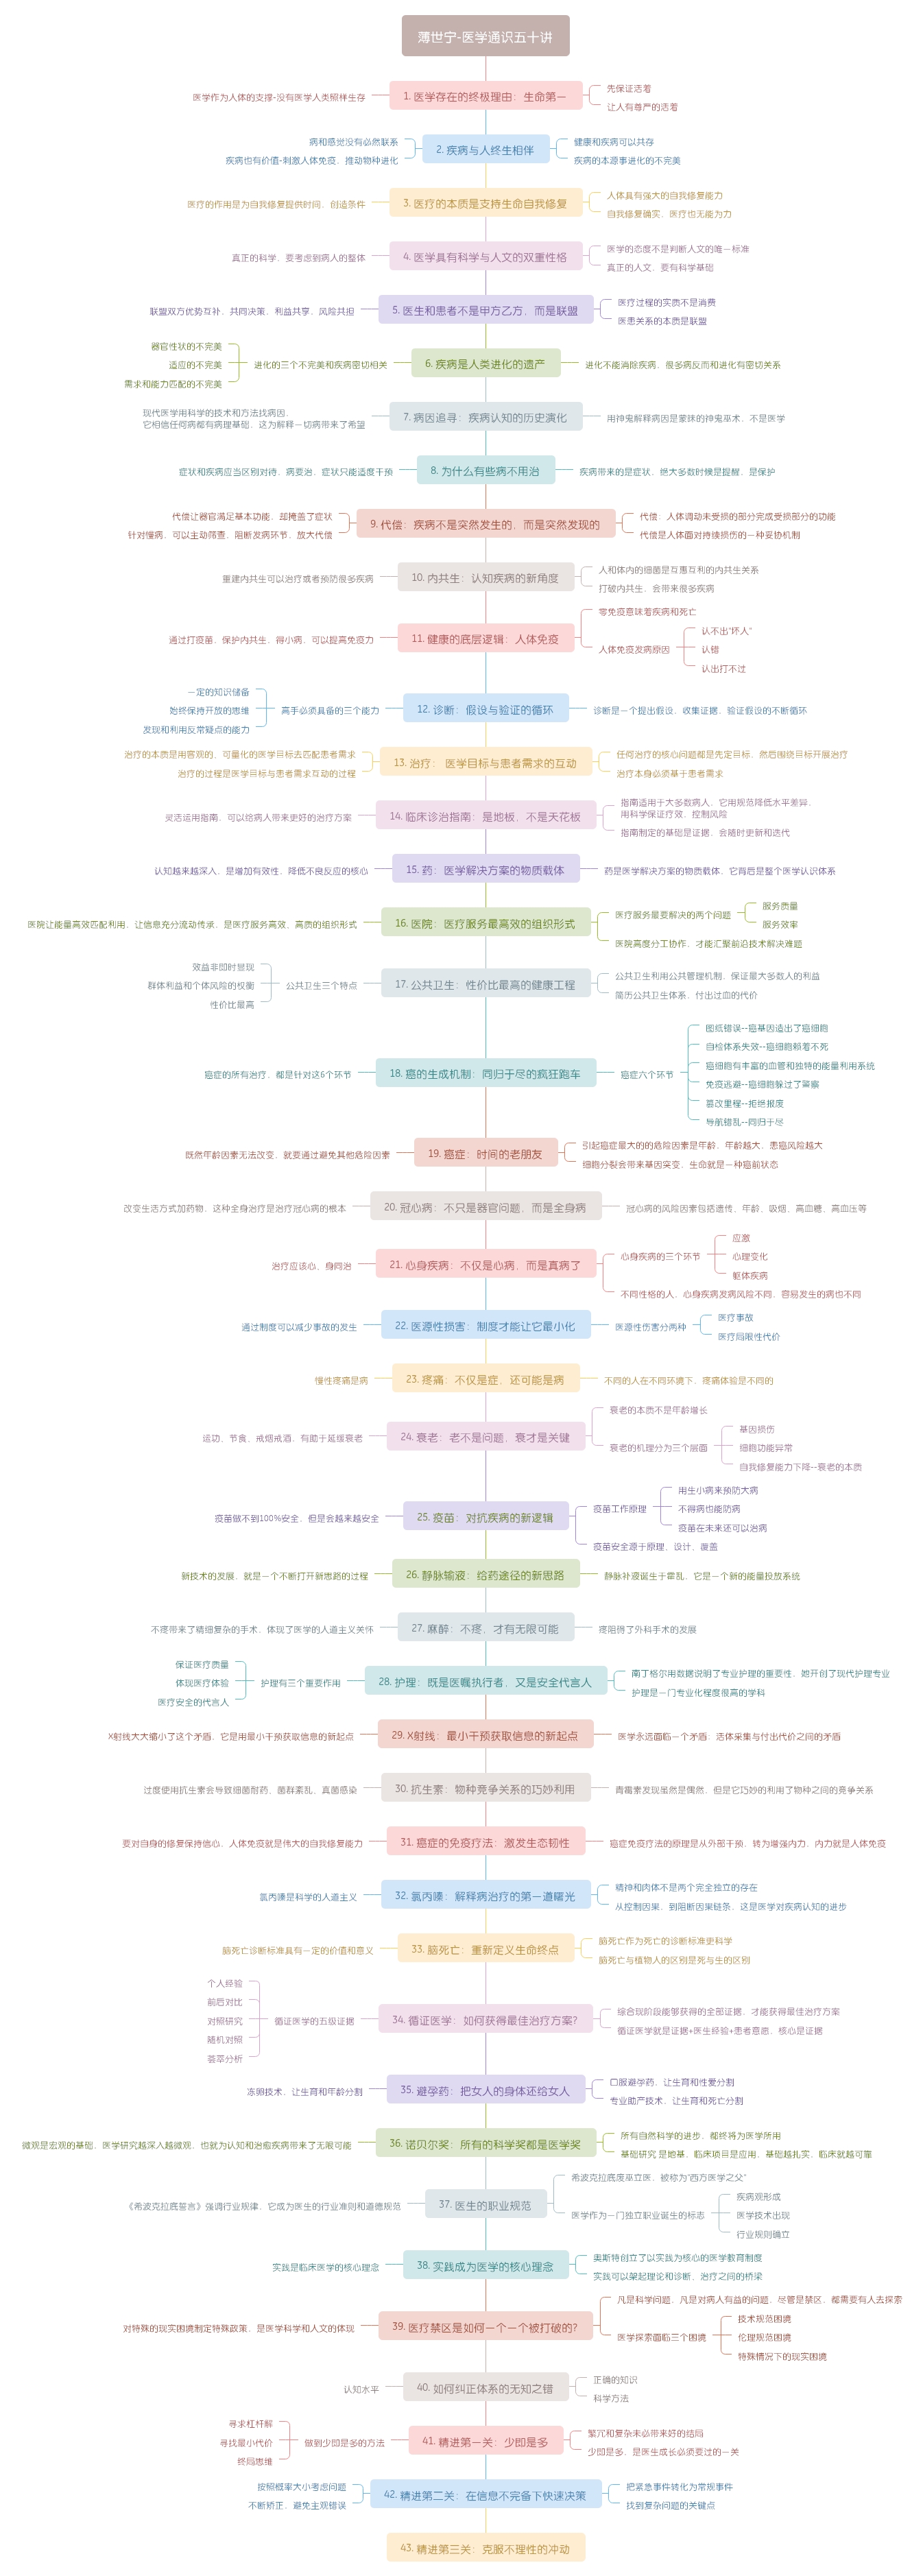 薄世宁-医学通识五十讲
医学作为人体的支撑-没有医学人类照样生存
1. 医学存在的终极理由：生命第一
先保证活着
让人有尊严的活着
病和感觉没有必然联系
疾病也有价值-刺激人体免疫，推动物种进化
2. 疾病与人终生相伴
健康和疾病可以共存
疾病的本源事进化的不完美
医疗的作用是为自我修复提供时间，创造条件
3. 医疗的本质是支持生命自我修复
人体具有强大的自我修复能力
自我修复确实，医疗也无能为力
真正的科学，要考虑到病人的整体
4. 医学具有科学与人文的双重性格
医学的态度不是判断人文的唯一标准
真正的人文，要有科学基础
联盟双方优势互补，共同决策，利益共享，风险共担
5. 医生和患者不是甲方乙方，而是联盟
医疗过程的实质不是消费
医患关系的本质是联盟
器官性状的不完美
适应的不完美
需求和能力匹配的不完美
进化的三个不完美和疾病密切相关
6. 疾病是人类进化的遗产
进化不能消除疾病，很多病反而和进化有密切关系
现代医学用科学的技术和方法找病因，
它相信任何病都有病理基础，这为解释一切病带来了希望
7. 病因追寻：疾病认知的历史演化
用神鬼解释病因是蒙昧的神鬼巫术，不是医学
症状和疾病应当区别对待，病要治，症状只能适度干预
8. 为什么有些病不用治
疾病带来的是症状，绝大多数时候是提醒，是保护
代偿让器官满足基本功能，却掩盖了症状
针对慢病，可以主动筛查，阻断发病环节，放大代偿
9. 代偿：疾病不是突然发生的，而是突然发现的
代偿：人体调动未受损的部分完成受损部分的功能
代偿是人体面对持续损伤的一种妥协机制
重建内共生可以治疗或者预防很多疾病
10. 内共生：认知疾病的新角度
人和体内的细菌是互惠互利的内共生关系
打破内共生，会带来很多疾病
通过打疫苗，保护内共生，得小病，可以提高免疫力
11. 健康的底层逻辑：人体免疫
零免疫意味着疾病和死亡
人体免疫发病原因
认不出"坏人"
认错
认出打不过
一定的知识储备
始终保持开放的思维
发现和利用反常疑点的能力
高手必须具备的三个能力
12. 诊断：假设与验证的循环
诊断是一个提出假设，收集证据，验证假设的不断循环
治疗的本质是用客观的，可量化的医学目标去匹配患者需求
治疗的过程是医学目标与患者需求互动的过程
13. 治疗： 医学目标与患者需求的互动
任何治疗的核心问题都是先定目标，然后围绕目标开展治疗
治疗本身必须基于患者需求
灵活运用指南，可以给病人带来更好的治疗方案
14. 临床诊治指南：是地板，不是天花板
指南适用于大多数病人，它用规范降低水平差异，
用科学保证疗效，控制风险
指南制定的基础是证据，会随时更新和迭代
认知越来越深入，是增加有效性，降低不良反应的核心
15. 药：医学解决方案的物质载体
药是医学解决方案的物质载体，它背后是整个医学认识体系
医院让能量高效匹配利用，让信息充分流动传承，是医疗服务高效、高质的组织形式
16. 医院：医疗服务最高效的组织形式
医疗服务最要解决的两个问题
服务质量
服务效率
医院高度分工协作，才能汇聚前沿技术解决难题
效益非即时显现
群体利益和个体风险的权衡
性价比最高
公共卫生三个特点
17. 公共卫生：性价比最高的健康工程
公共卫生利用公共管理机制，保证最大多数人的利益
简历公共卫生体系，付出过血的代价
癌症的所有治疗，都是针对这6个环节
18. 癌的生成机制：同归于尽的疯狂跑车
癌症六个环节
图纸错误--癌基因造出了癌细胞
自检体系失效--癌细胞赖着不死
癌细胞有丰富的血管和独特的能量利用系统
免疫逃避--癌细胞躲过了警察
篡改里程--拒绝报废
导航错乱--同归于尽
既然年龄因素无法改变，就要通过避免其他危险因素
19. 癌症：时间的老朋友
引起癌症最大的的危险因素是年龄，年龄越大，患癌风险越大
细胞分裂会带来基因突变，生命就是一种癌前状态
改变生活方式加药物，这种全身治疗是治疗冠心病的根本
20. 冠心病：不只是器官问题，而是全身病
冠心病的风险因素包括遗传、年龄、吸烟、高血糖、高血压等
治疗应该心、身同治
21. 心身疾病：不仅是心病，而是真病了
心身疾病的三个环节
应激
心理变化
躯体疾病
不同性格的人，心身疾病发病风险不同，容易发生的病也不同
通过制度可以减少事故的发生
22. 医源性损害：制度才能让它最小化
医源性伤害分两种
医疗事故
医疗局限性代价
慢性疼痛是病
23. 疼痛：不仅是症，还可能是病
不同的人在不同环境下，疼痛体验是不同的
运动、节食、戒烟戒酒，有助于延缓衰老
24. 衰老：老不是问题，衰才是关键
衰老的本质不是年龄增长
衰老的机理分为三个层面
基因损伤
细胞功能异常
自我修复能力下降--衰老的本质
疫苗做不到100%安全，但是会越来越安全
25. 疫苗：对抗疾病的新逻辑
疫苗工作原理
用生小病来预防大病
不得病也能防病
疫苗在未来还可以治病
疫苗安全源于原理、设计、覆盖
新技术的发展，就是一个不断打开新思路的过程
26. 静脉输液：给药途径的新思路
静脉补液诞生于霍乱，它是一个新的能量投放系统
不疼带来了精细复杂的手术，体现了医学的人道主义关怀
27. 麻醉：不疼，才有无限可能
疼阻碍了外科手术的发展
保证医疗质量
体现医疗体验
医疗安全的代言人
护理有三个重要作用
28. 护理：既是医嘱执行者，又是安全代言人
南丁格尔用数据说明了专业护理的重要性，她开创了现代护理专业
护理是一门专业化程度很高的学科
X射线大大缩小了这个矛盾，它是用最小干预获取信息的新起点
29. X射线：最小干预获取信息的新起点
医学永远面临一个矛盾：活体采集与付出代价之间的矛盾
过度使用抗生素会导致细菌耐药、菌群紊乱、真菌感染
30. 抗生素：物种竞争关系的巧妙利用
青霉素发现虽然是偶然，但是它巧妙的利用了物种之间的竞争关系
要对自身的修复保持信心，人体免疫就是伟大的自我修复能力
31. 癌症的免疫疗法：激发生态韧性
癌症免疫疗法的原理是从外部干预，转为增强内力，内力就是人体免疫
氯丙嗪是科学的人道主义
32. 氯丙嗪：解释病治疗的第一道曙光
精神和肉体不是两个完全独立的存在
从控制因果，到阻断因果链条，这是医学对疾病认知的进步
脑死亡诊断标准具有一定的价值和意义
33. 脑死亡：重新定义生命终点
脑死亡作为死亡的诊断标准更科学
脑死亡与植物人的区别是死与生的区别
个人经验
前后对比
对照研究
随机对照
荟萃分析
循证医学的五级证据
34. 循证医学：如何获得最佳治疗方案?
综合现阶段能够获得的全部证据，才能获得最佳治疗方案
循证医学就是证据+医生经验+患者意愿，核心是证据
冻卵技术，让生育和年龄分割
35. 避孕药：把女人的身体还给女人
口服避孕药，让生育和性爱分割
专业助产技术，让生育和死亡分割
微观是宏观的基础，医学研究越深入越微观，也就为认知和治愈疾病带来了无限可能
36. 诺贝尔奖：所有的科学奖都是医学奖
所有自然科学的进步，都终将为医学所用
基础研究 是地基，临床项目是应用，基础越扎实，临床就越可靠
《希波克拉底誓言》强调行业规律，它成为医生的行业准则和道德规范
37. 医生的职业规范
希波克拉底废巫立医，被称为"西方医学之父"
医学作为一门独立职业诞生的标志
疾病观形成
医学技术出现
行业规则确立
实践是临床医学的核心理念
38. 实践成为医学的核心理念
奥斯特创立了以实践为核心的医学教育制度
实践可以架起理论和诊断、治疗之间的桥梁
对特殊的现实困境制定特殊政策，是医学科学和人文的体现
39. 医疗禁区是如何一个一个被打破的?
凡是科学问题，凡是对病人有益的问题，尽管是禁区，都需要有人去探索
医学探索面临三个困境
技术规范困境
伦理规范困境
特殊情况下的现实困境
认知水平
40. 如何纠正体系的无知之错
正确的知识
科学方法
寻求杠杆解
寻找最小代价
终局思维
做到少即是多的方法
41. 精进第一关：少即是多
繁冗和复杂未必带来好的结局
少即是多，是医生成长必须要过的一关
按照概率大小考虑问题
不断矫正，避免主观错误
42. 精进第二关：在信息不完备下快速决策
把紧急事件转化为常规事件
找到复杂问题的关键点
43. 精进第三关：克服不理性的冲动